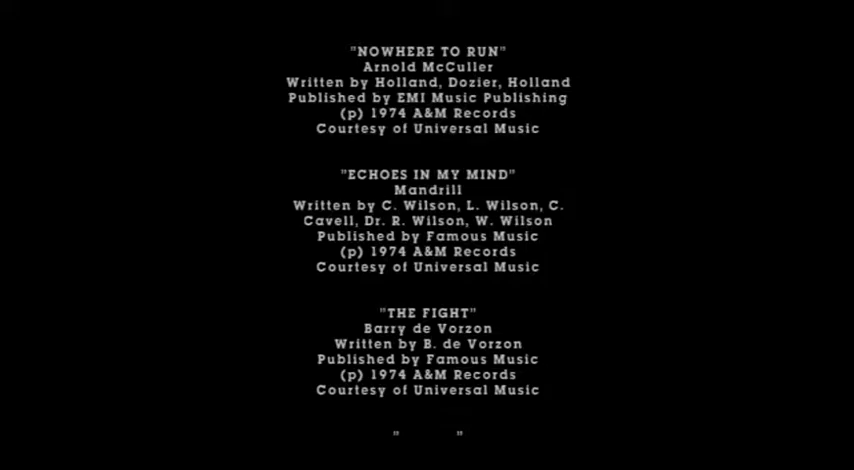 "NOWHERE TO RUN"
Arnold McCuller
Written by Holland, Dozier, Holland
Published by EMI Music Publishing
(p) 1974 A&M Records
Courtesy of Universal Music
"ECHOES IN MY MIND"
Mandrill
Written by C. Wilson, L. Wilson, C.
Cavell, Dr. R. Wilson, W. Wilson
Published by Famous Music
(p) 1974 A&M Records
Courtesy of Universal Music
"THE FIGHT"
Barry de Vorzon
Written by B. de Vorzon
Published by Famous Music
(p) 1974 A&M Records
Courtesy of Universal Music
" "